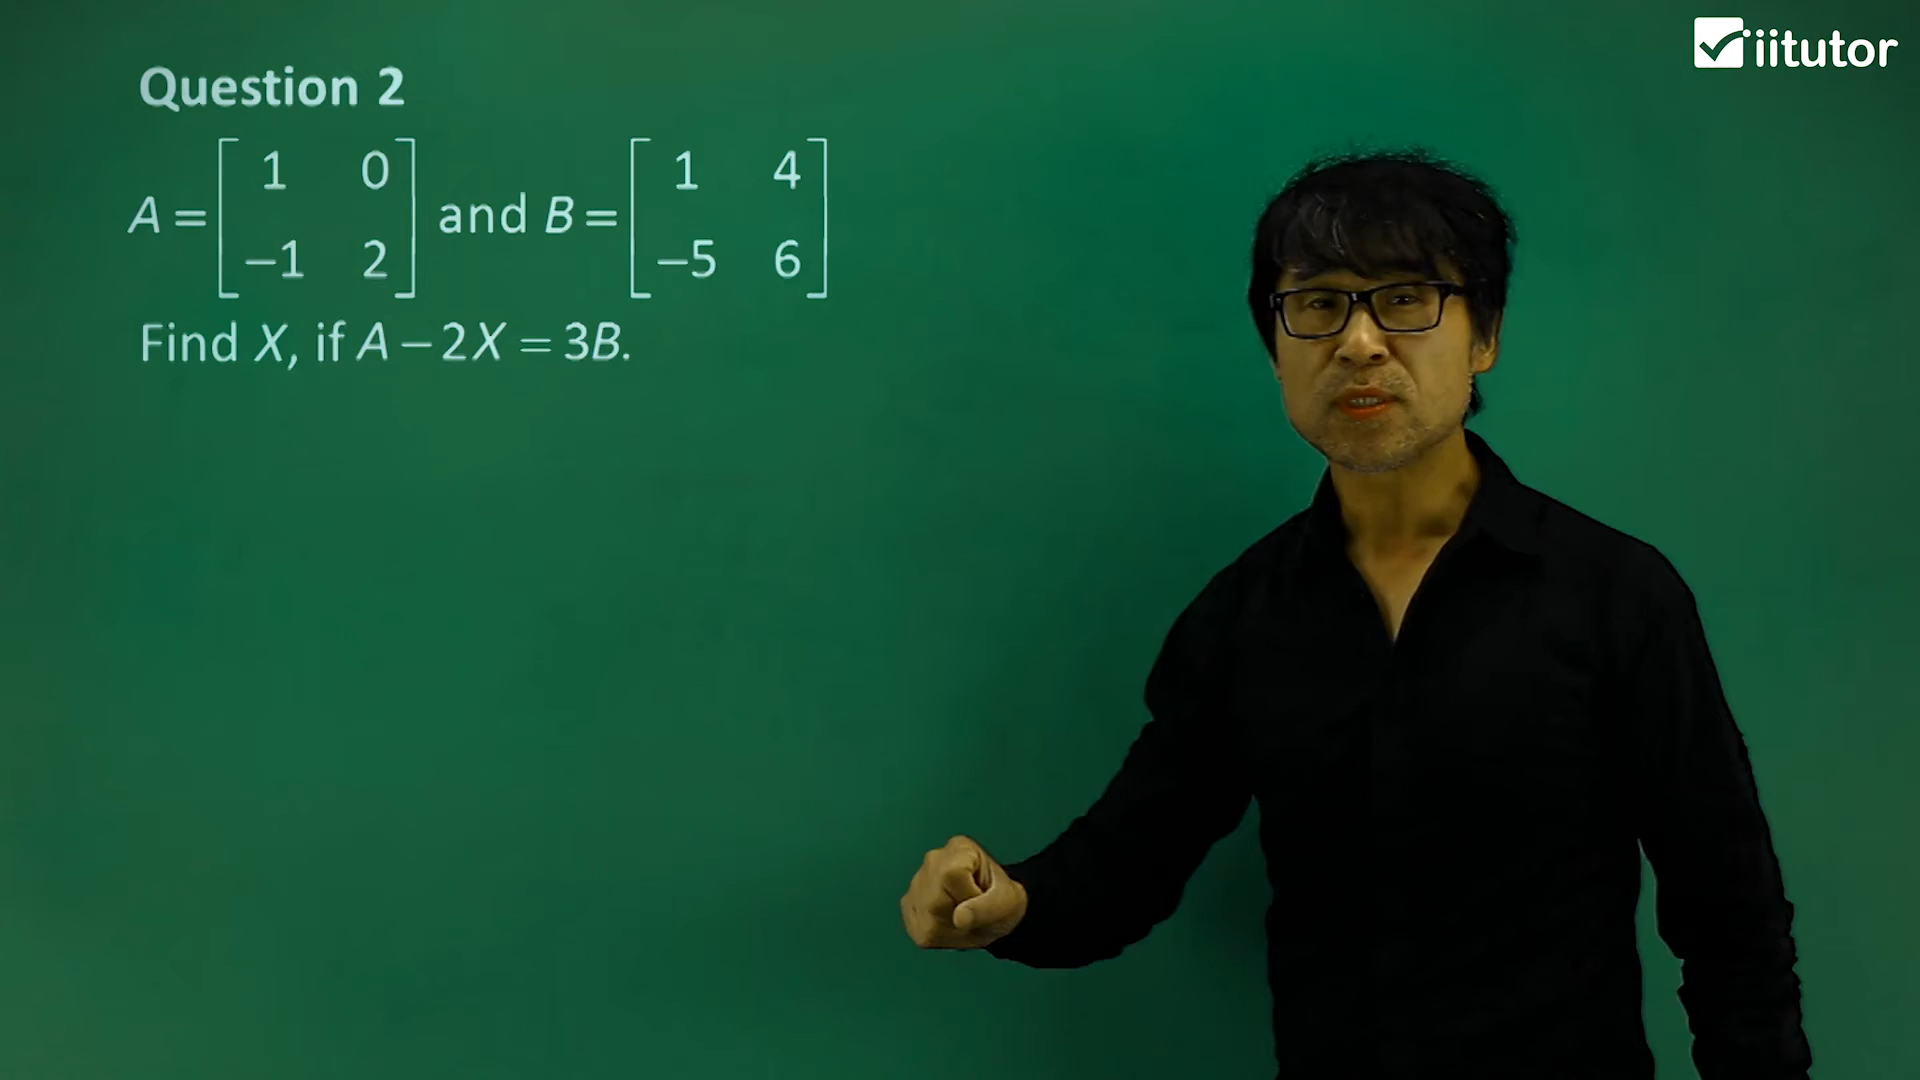 iitutor
Question 2
A = [ 1 0 −1 2 ] and B = [ 1 4 −5 6 ]
Find X, if A − 2X = 3B.